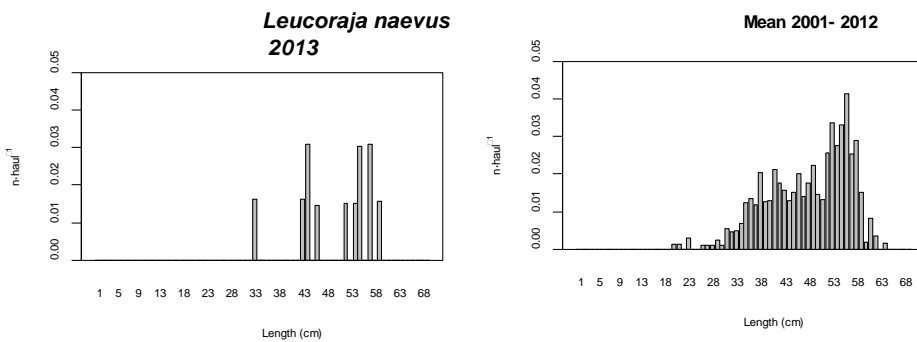 Leucoraja naevus
2013
0.00 0.01 0.02 0.03 0.04 0.05
n·haul⁻¹
1 5 9 13 18 23 28 33 38 43 48 53 58 63 68
Length (cm)
Mean 2001- 2012
0.00 0.01 0.02 0.03 0.04 0.05
n·haul⁻¹
1 5 9 13 18 23 28 33 38 43 48 53 58 63 68
Length (cm)